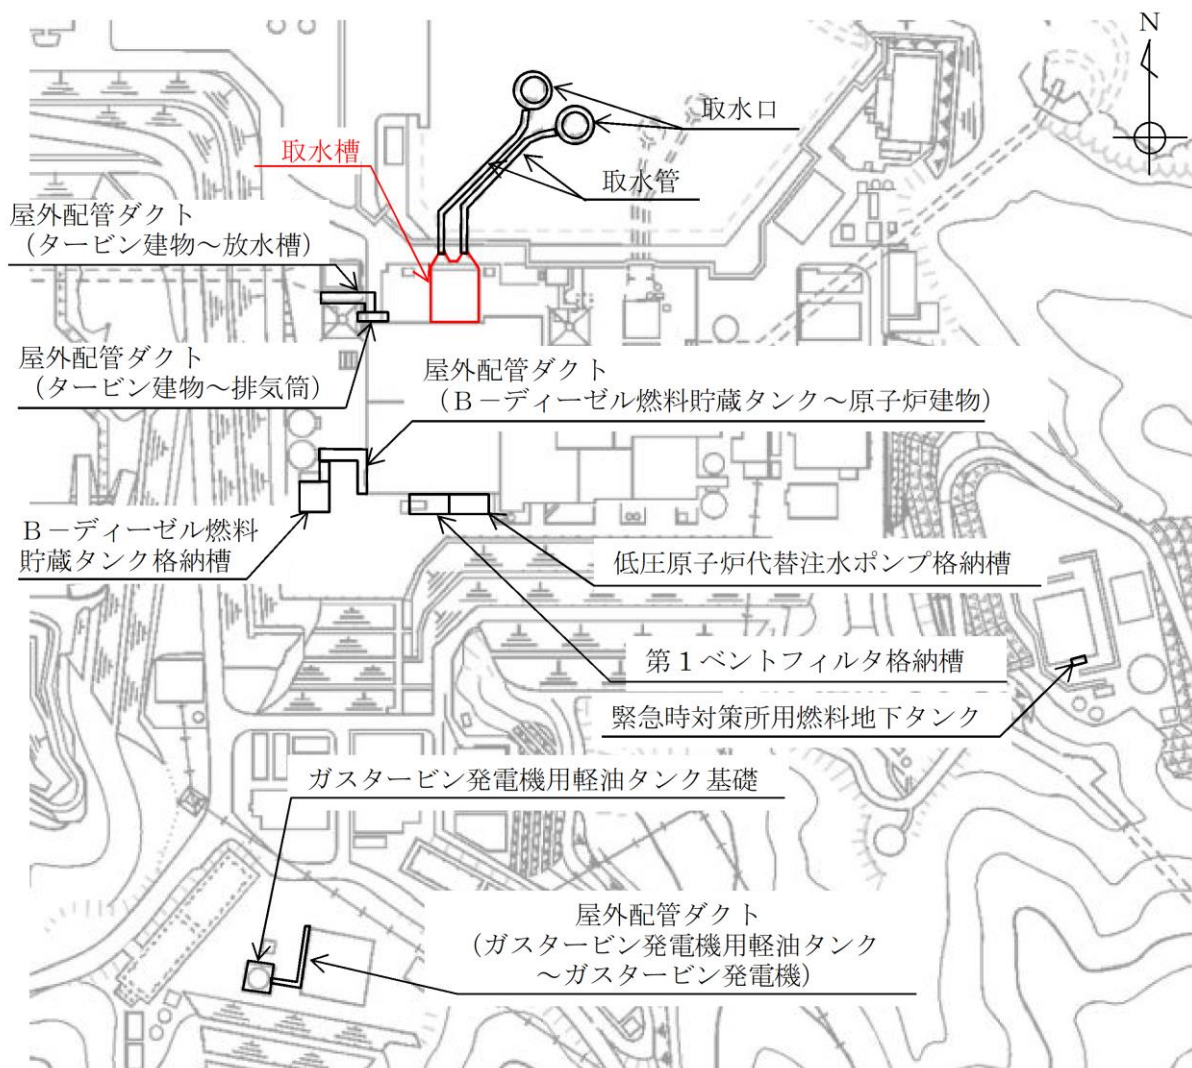 N
取水口
取水槽
取水管
屋外配管ダクト
（タービン建物～放水槽）
屋外配管ダクト
（タービン建物～排気筒）
屋外配管ダクト
（Ｂ－ディーゼル燃料貯蔵タンク～原子炉建物）
Ｂ－ディーゼル燃料
貯蔵タンク格納槽
低圧原子炉代替注水ポンプ格納槽
第１ベントフィルタ格納槽
緊急時対策所用燃料地下タンク
ガスタービン発電機用軽油タンク基礎
屋外配管ダクト
（ガスタービン発電機用軽油タンク
～ガスタービン発電機）